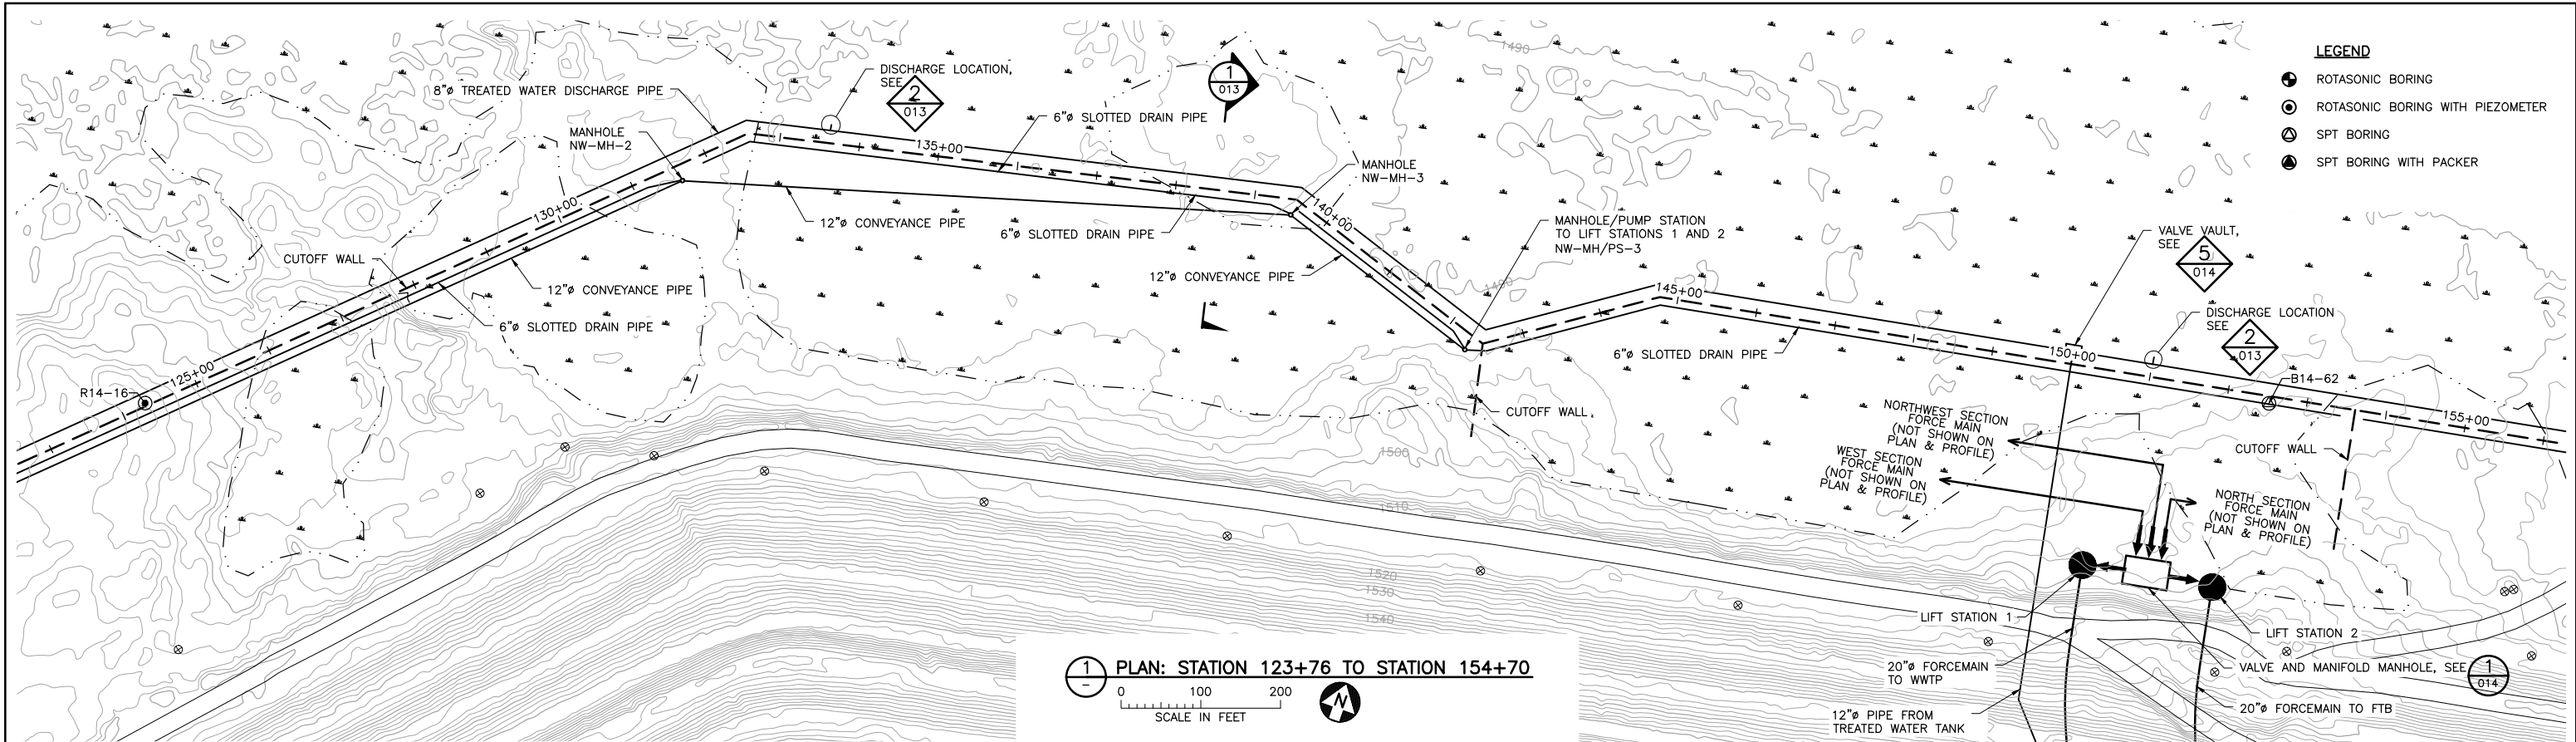 1490
LEGEND
ROTASONIC BORING
ROTASONIC BORING WITH PIEZOMETER
SPT BORING
SPT BORING WITH PACKER
DISCHARGE LOCATION,
SEE
2
013
1
013
8"ø TREATED WATER DISCHARGE PIPE
6"ø SLOTTED DRAIN PIPE
MANHOLE
NW-MH-2
135+00
MANHOLE
NW-MH-3
130+00
140+00
12"ø CONVEYANCE PIPE
6"ø SLOTTED DRAIN PIPE
MANHOLE/PUMP STATION
TO LIFT STATIONS 1 AND 2
NW-MH/PS-3
VALVE VAULT,
SEE
5
014
CUTOFF WALL
12"ø CONVEYANCE PIPE
12"ø CONVEYANCE PIPE
1490
145+00
6"ø SLOTTED DRAIN PIPE
DISCHARGE LOCATION
SEE
2
013
6"ø SLOTTED DRAIN PIPE
150+00
125+00
R14-16
B14-62
CUTOFF WALL
155+00
NORTHWEST SECTION
FORCE MAIN
(NOT SHOWN ON
PLAN & PROFILE)
CUTOFF WALL
1500
WEST SECTION
FORCE MAIN
(NOT SHOWN ON
PLAN & PROFILE)
NORTH SECTION
FORCE MAIN
(NOT SHOWN ON
PLAN & PROFILE)
1510
1520
1530
1540
LIFT STATION 1
LIFT STATION 2
20"ø FORCEMAIN
TO WWTP
VALVE AND MANIFOLD MANHOLE, SEE
1
014
12"ø PIPE FROM
TREATED WATER TANK
20"ø FORCEMAIN TO FTB
1
-
PLAN: STATION 123+76 TO STATION 154+70
0 100 200
SCALE IN FEET
N